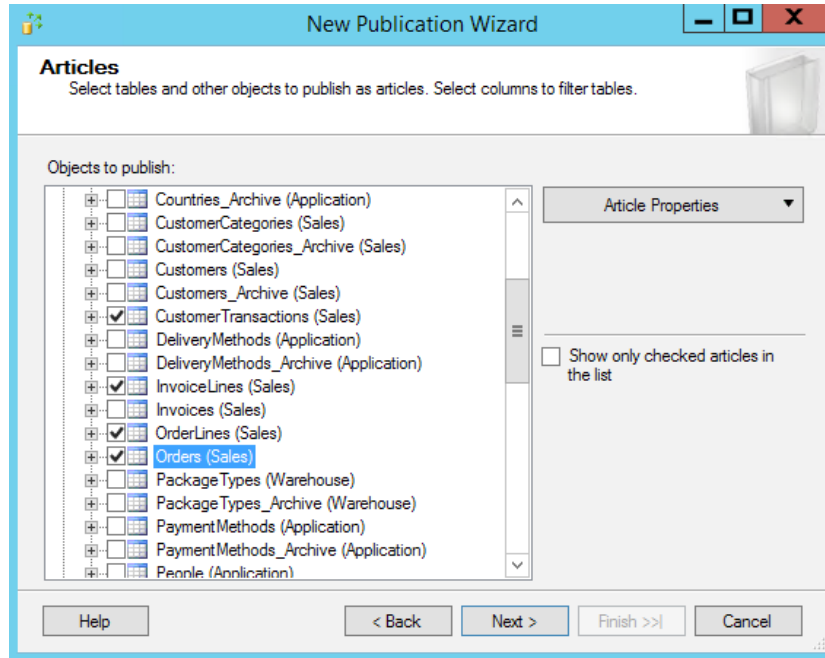 New Publication Wizard
Articles
Select tables and other objects to publish as articles. Select columns to filter tables.
Objects to publish:
Countries_Archive (Application)
CustomerCategories (Sales)
CustomerCategories_Archive (Sales)
Customers (Sales)
Customers_Archive (Sales)
CustomerTransactions (Sales)
DeliveryMethods (Application)
DeliveryMethods_Archive (Application)
InvoiceLines (Sales)
Invoices (Sales)
OrderLines (Sales)
Orders (Sales)
PackageTypes (Warehouse)
PackageTypes_Archive (Warehouse)
PaymentMethods (Application)
PaymentMethods_Archive (Application)
People (Application)
Article Properties
Show only checked articles in
the list
Help
< Back
Next >
Finish >>|
Cancel